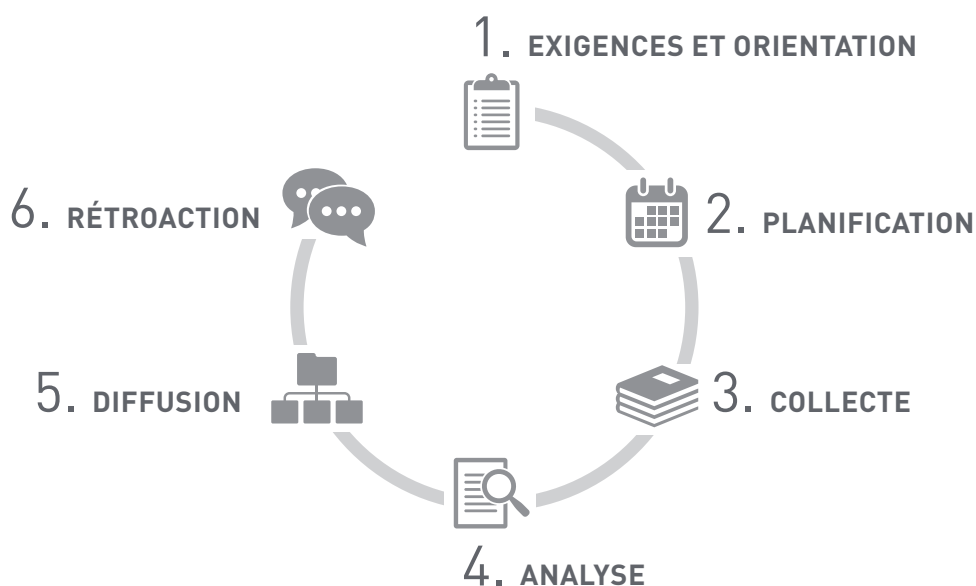 1. EXIGENCES ET ORIENTATION
2. PLANIFICATION
3. COLLECTE
4. ANALYSE
5. DIFFUSION
6. RÉTROACTION